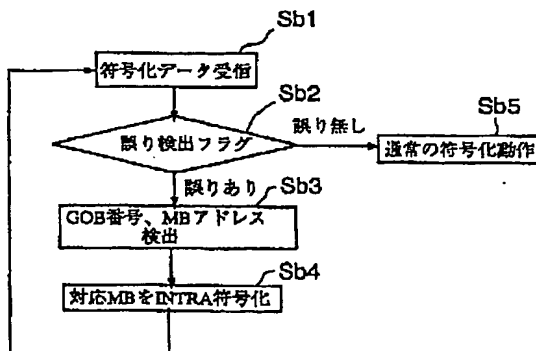 Sb1
符号化データ受信
Sb2
誤り検出フラグ
誤り無し
Sb5
通常の符号化動作
誤りあり
Sb3
GOB番号、MBアドレス
検出
Sb4
対応MBをINTRA符号化